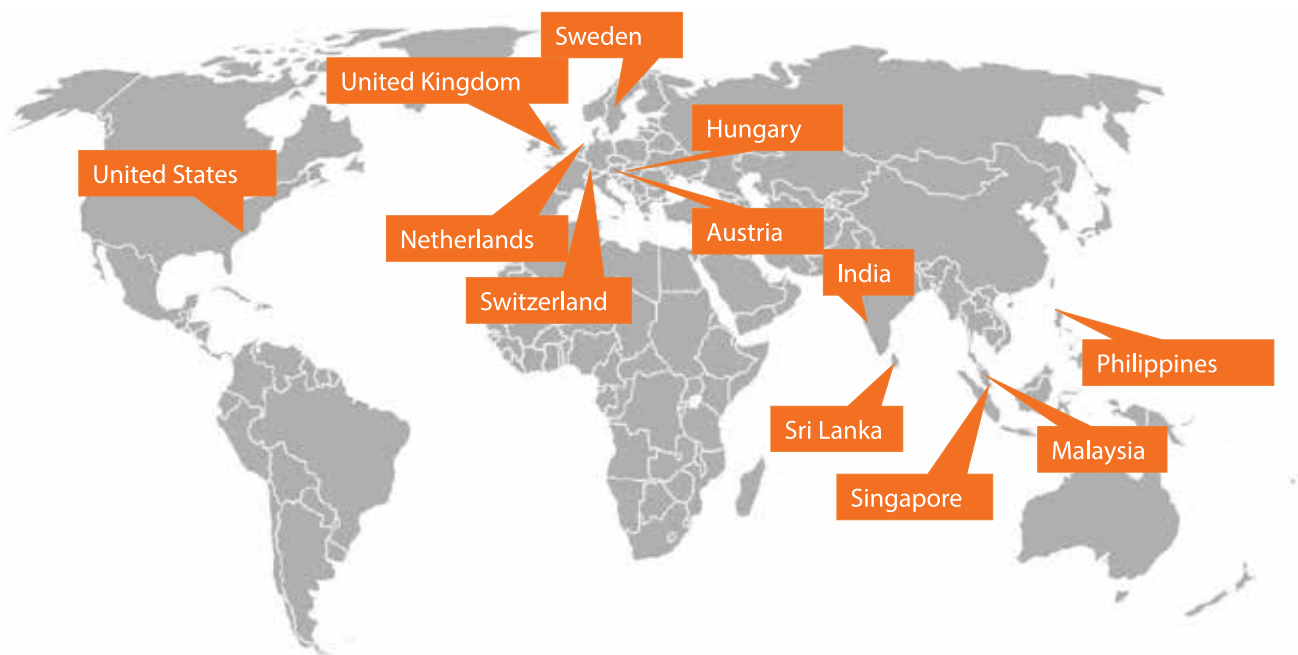 Sweden
United Kingdom
Hungary
United States
Netherlands
Austria
India
Switzerland
Philippines
Sri Lanka
Malaysia
Singapore